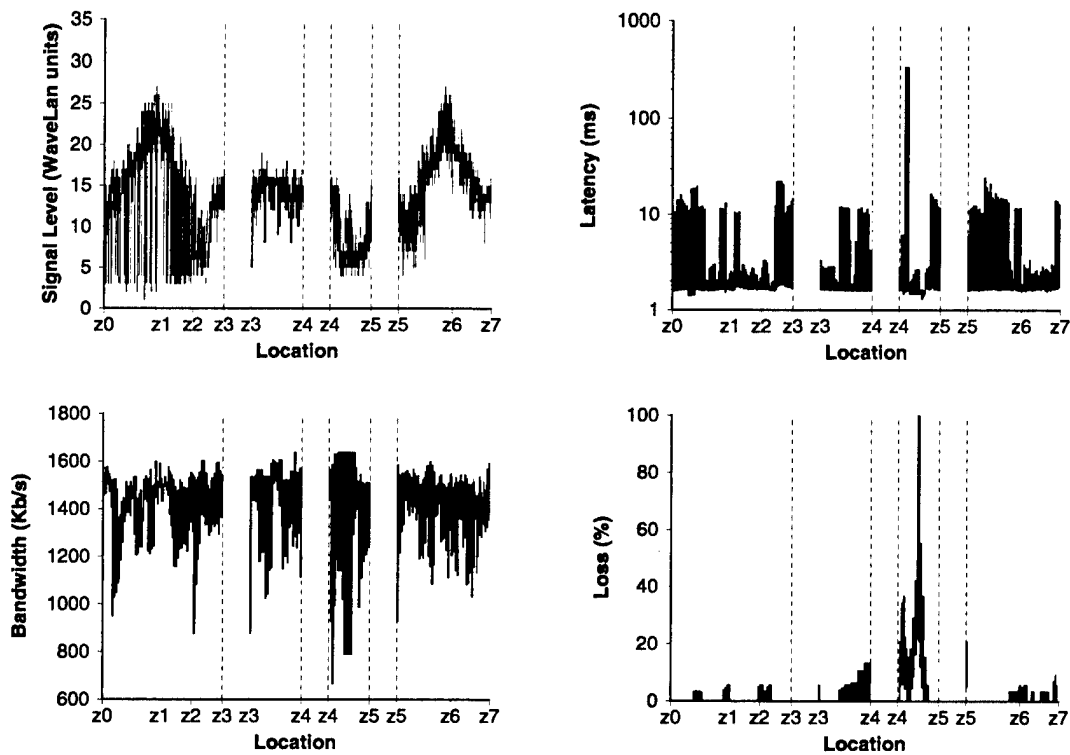 Signal Level (WaveLan units)
35
30
25
20
15
10
5
0
z0 z1 z2 z3 z3 z4 z4 z5 z5 z6 z7
Location
Latency (ms)
1000
100
10
1
z0 z1 z2 z3 z3 z4 z4 z5 z5 z6 z7
Location
Bandwidth (Kb/s)
1800
1600
1400
1200
1000
800
600
z0 z1 z2 z3 z3 z4 z4 z5 z5 z6 z7
Location
Loss (%)
100
80
60
40
20
0
z0 z1 z2 z3 z3 z4 z4 z5 z5 z6 z7
Location